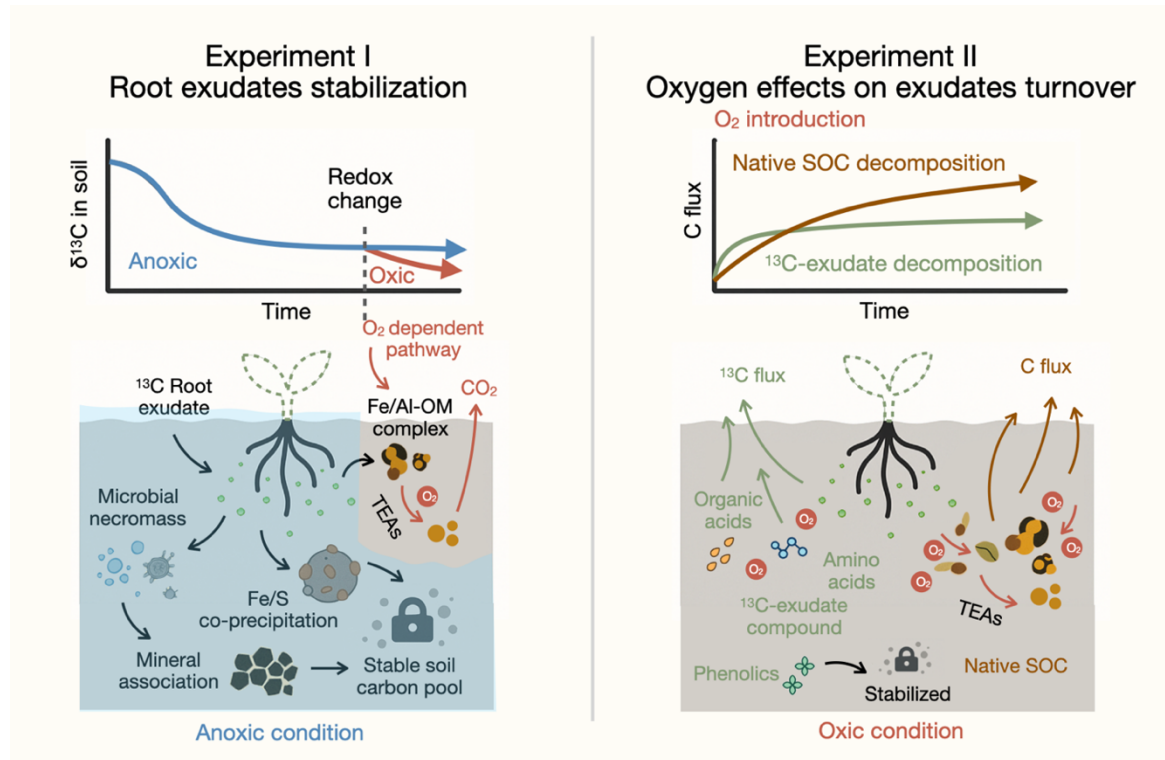 Experiment I
Root exudates stabilization
δ¹³C in soil
Redox
change
Anoxic
Oxic
Time
O₂ dependent
pathway
CO₂
¹³C Root
exudate
Fe/Al-OM
complex
O₂
TEAs
Microbial
necromass
Fe/S
co-precipitation
Mineral
association
Stable soil
carbon pool
Anoxic condition
Experiment II
Oxygen effects on exudates turnover
O₂ introduction
Native SOC decomposition
C flux
¹³C-exudate decomposition
Time
¹³C flux
C flux
Organic
acids
O₂
O₂
Amino
acids
¹³C-exudate
compound
O₂
O₂
O₂
O₂
TEAs
Phenolics
Stabilized
Native SOC
Oxic condition